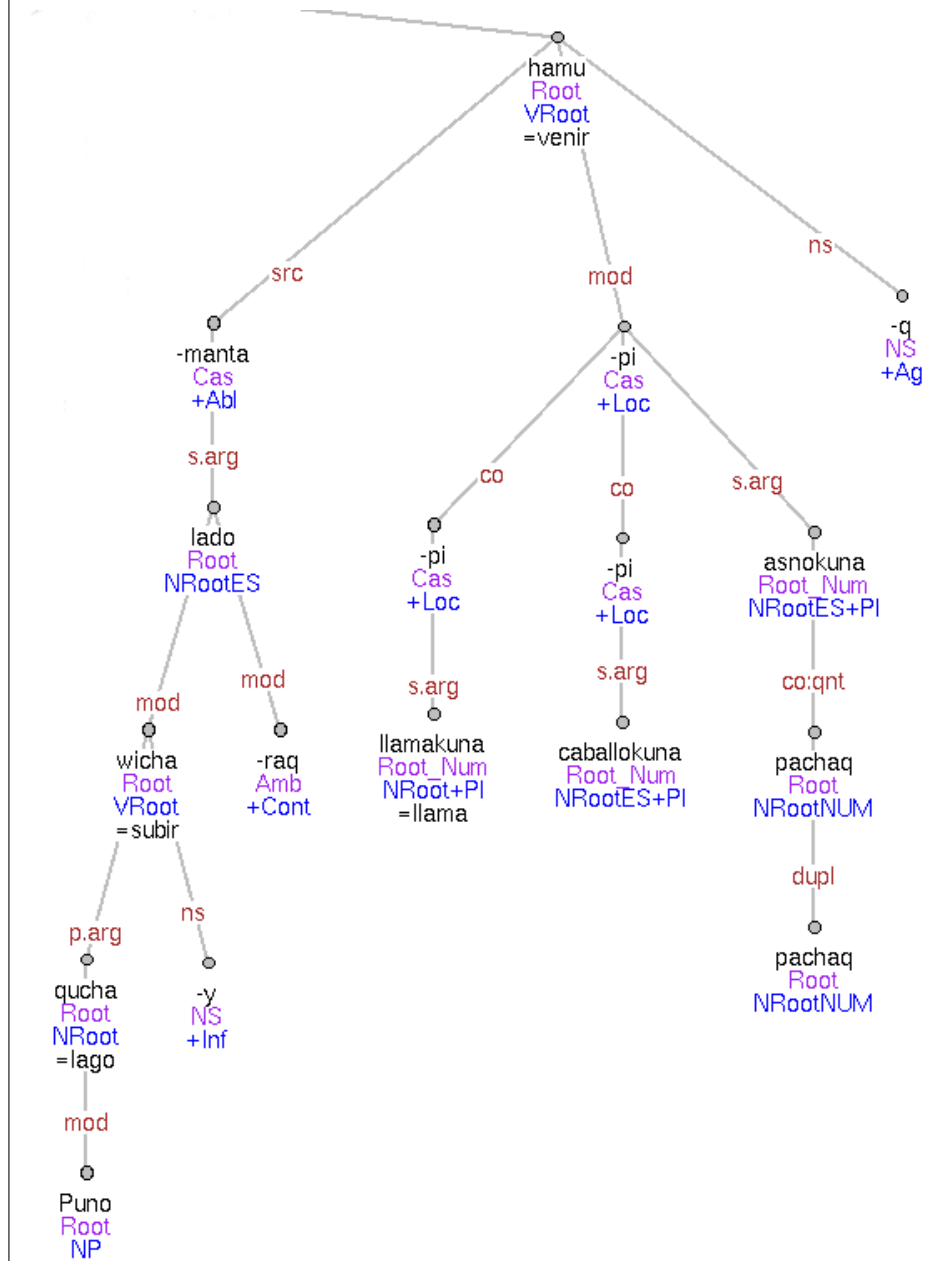 hamu
Root
VRoot
=venir
src
mod
ns
-manta
Cas
+Abl
-pi
Cas
+Loc
-q
NS
+Ag
s.arg
co
co
s.arg
lado
Root
NRootES
-pi
Cas
+Loc
-pi
Cas
+Loc
asnokuna
Root_Num
NRootES+Pl
mod
mod
s.arg
s.arg
co:qnt
wicha
Root
VRoot
=subir
-raq
Amb
+Cont
llamakuna
Root_Num
NRoot+Pl
=llama
caballokuna
Root_Num
NRootES+Pl
pachaq
Root
NRootNUM
dupl
p.arg
ns
qucha
Root
NRoot
=lago
-y
NS
+Inf
pachaq
Root
NRootNUM
mod
Puno
Root
NP